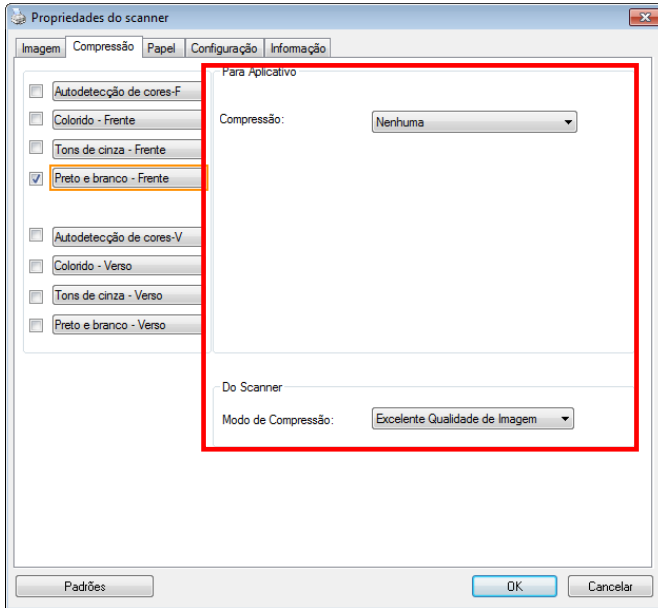 Propriedades do scanner
Imagem Compressão Papel Configuração Informação
Autodetecção de cores-F
Colorido - Frente
Tons de cinza - Frente
Preto e branco - Frente
Autodetecção de cores-V
Colorido - Verso
Tons de cinza - Verso
Preto e branco - Verso
Para Aplicativo
Compressão: Nenhuma
Do Scanner
Modo de Compressão: Excelente Qualidade de Imagem
Padrões OK Cancelar